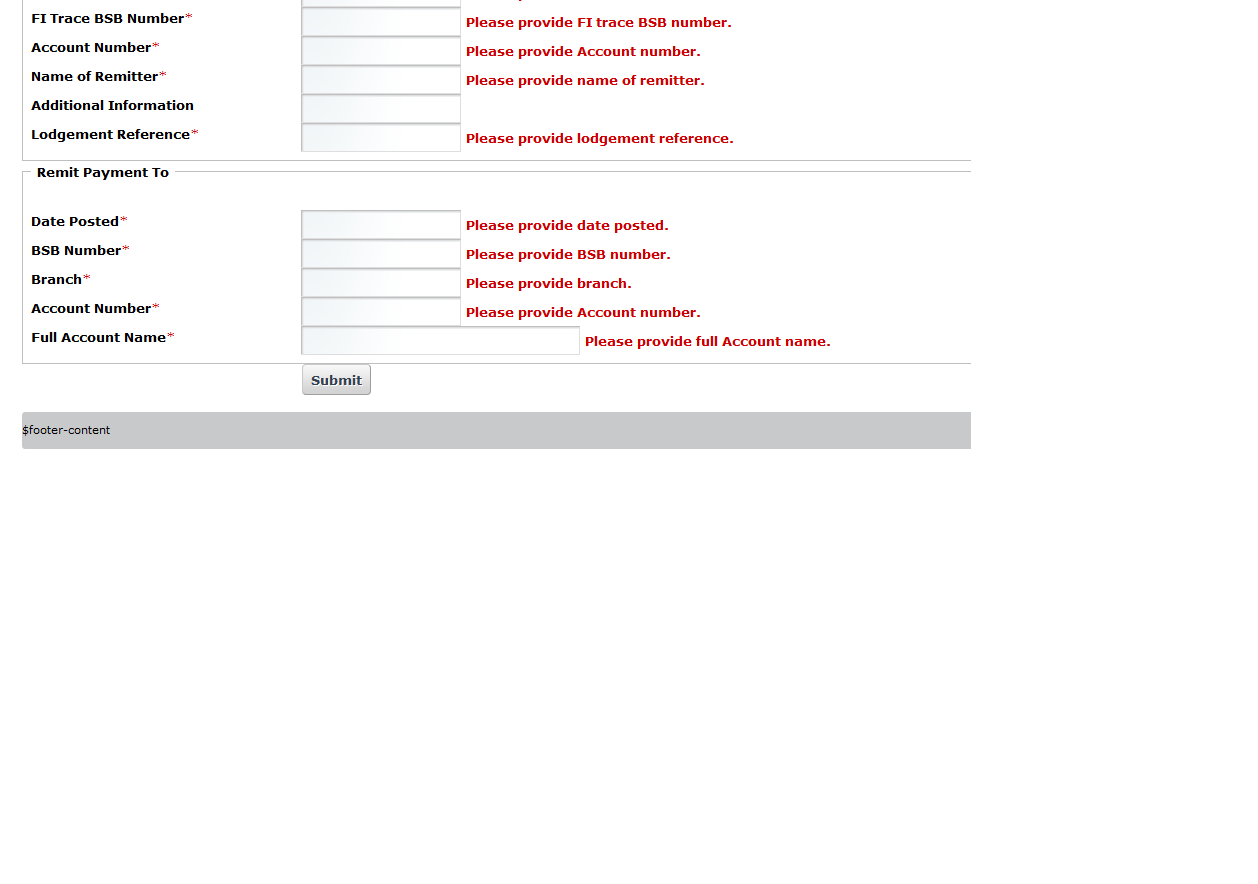 FI Trace BSB Number* Please provide FI trace BSB number.
Account Number* Please provide Account number.
Name of Remitter* Please provide name of remitter.
Additional Information
Lodgement Reference* Please provide lodgement reference.
Remit Payment To
Date Posted* Please provide date posted.
BSB Number* Please provide BSB number.
Branch* Please provide branch.
Account Number* Please provide Account number.
Full Account Name* Please provide full Account name.
Submit
$footer-content